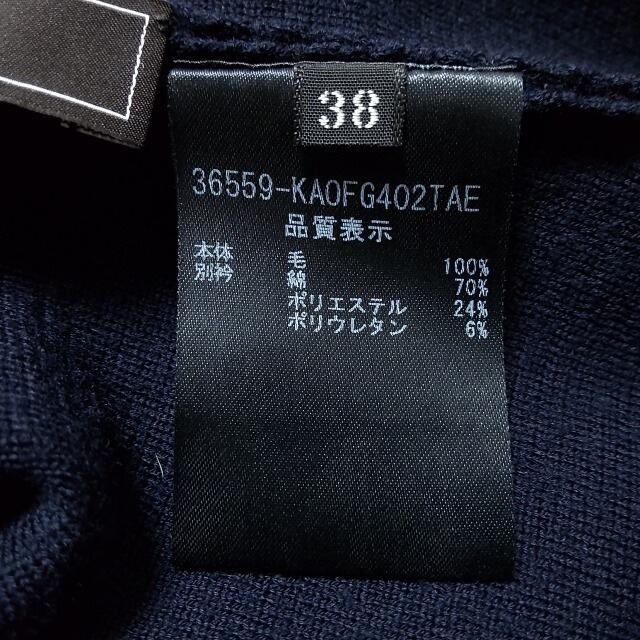 38
36559-KAOFG402TAE
品質表示
本体 毛 100%
別衿 綿 70%
ポリエステル 24%
ポリウレタン 6%